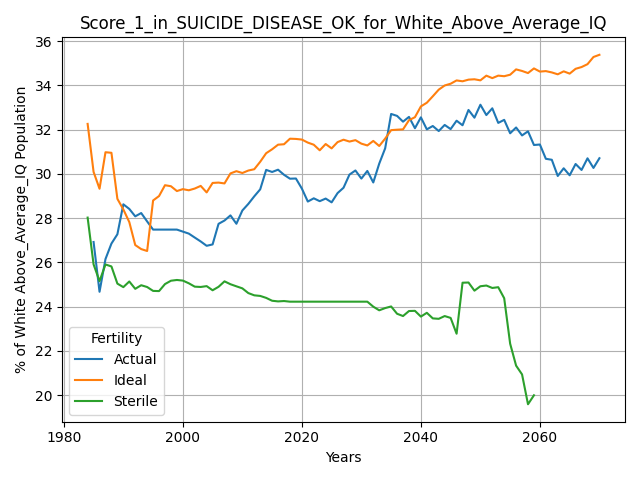 Score_1_in_SUICIDE_DISEASE_OK_for_White_Above_Average_IQ
% of White Above_Average_IQ Population
36
34
32
30
28
26
24
22
20
Fertility
Actual
Ideal
Sterile
1980
2000
2020
2040
2060
Years